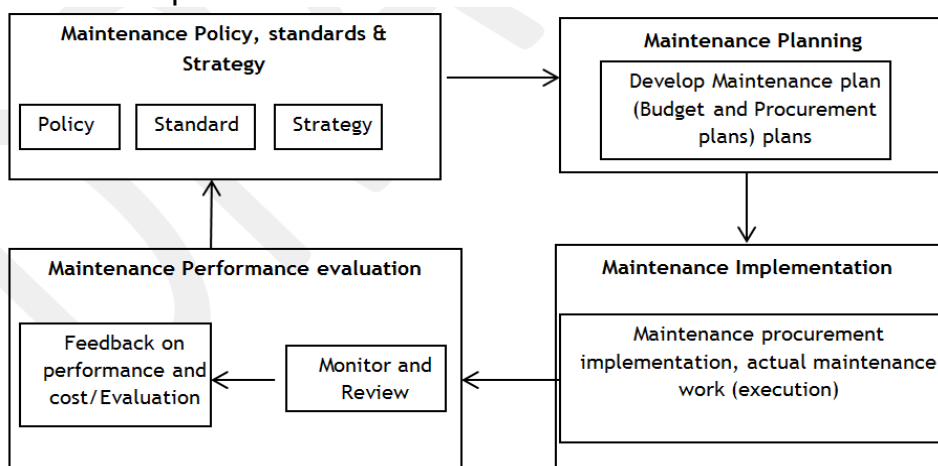 Maintenance Policy, standards &
Strategy
Policy
Standard
Strategy
Maintenance Planning
Develop Maintenance plan
(Budget and Procurement
plans) plans
Maintenance Performance evaluation
Feedback on
performance and
cost/Evaluation
Monitor and
Review
Maintenance Implementation
Maintenance procurement
implementation, actual maintenance
work (execution)